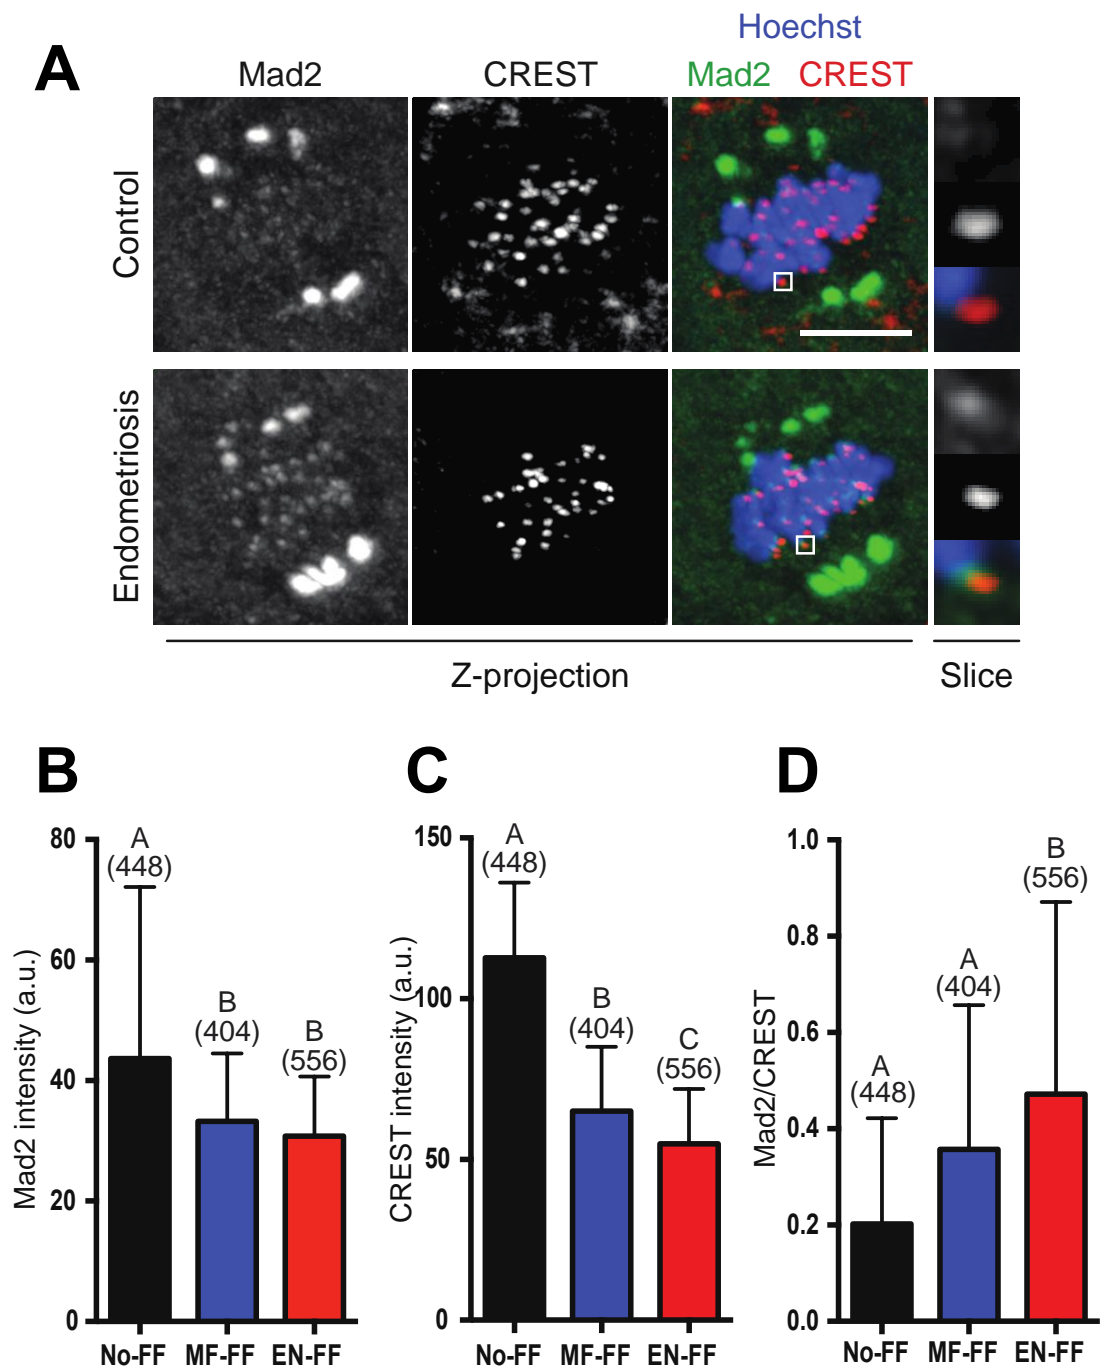 A
Hoechst
Mad2
CREST
Mad2 CREST
Control
Endometriosis
Z-projection
Slice
B
Mad2 intensity (a.u.)
80
60
40
20
0
A
(448)
B
(404)
B
(556)
No-FF
MF-FF
EN-FF
C
CREST intensity (a.u.)
150
100
50
0
A
(448)
B
(404)
C
(556)
No-FF
MF-FF
EN-FF
D
Mad2/CREST
1.0
0.8
0.6
0.4
0.2
0.0
A
(448)
A
(404)
B
(556)
No-FF
MF-FF
EN-FF